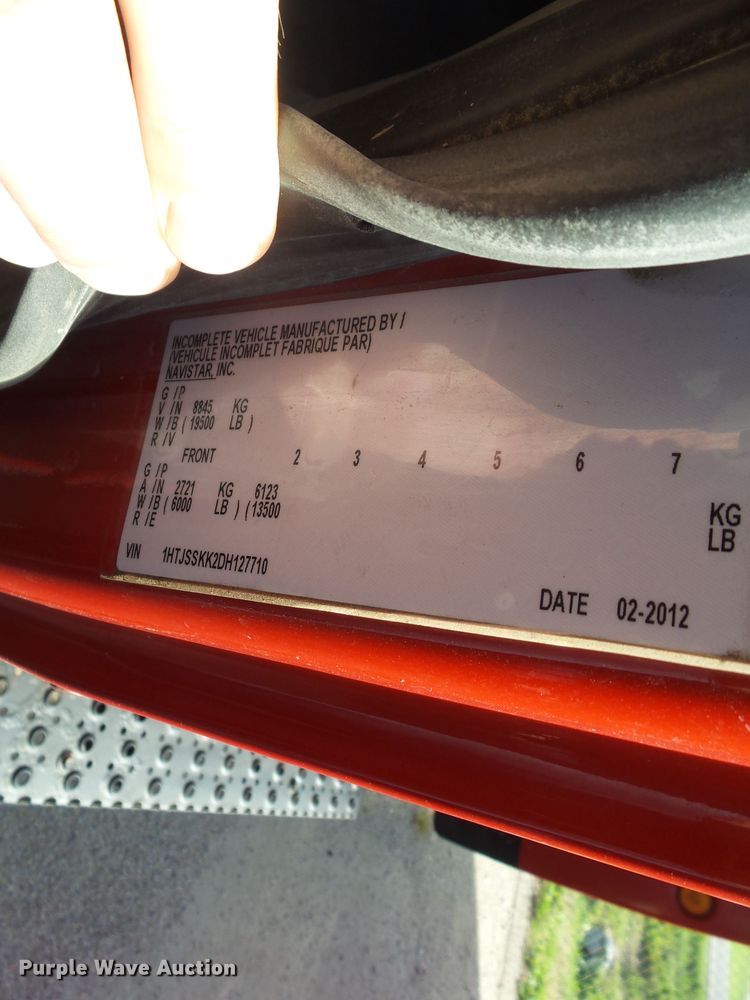 INCOMPLETE VEHICLE MANUFACTURED BY /
(VEHICULE INCOMPLET FABRIQUE PAR)
NAVISTAR, INC.
G / P
V / N 8845 KG
W / B ( 19500 LB )
R / V
FRONT 2 3 4 5 6 7
G / P
A / N 2721 KG 6123 KG
W / B ( 6000 LB ) ( 13500 LB
R / E
VIN 1HTJSSKK2DH127710
DATE 02-2012
Purple Wave Auction